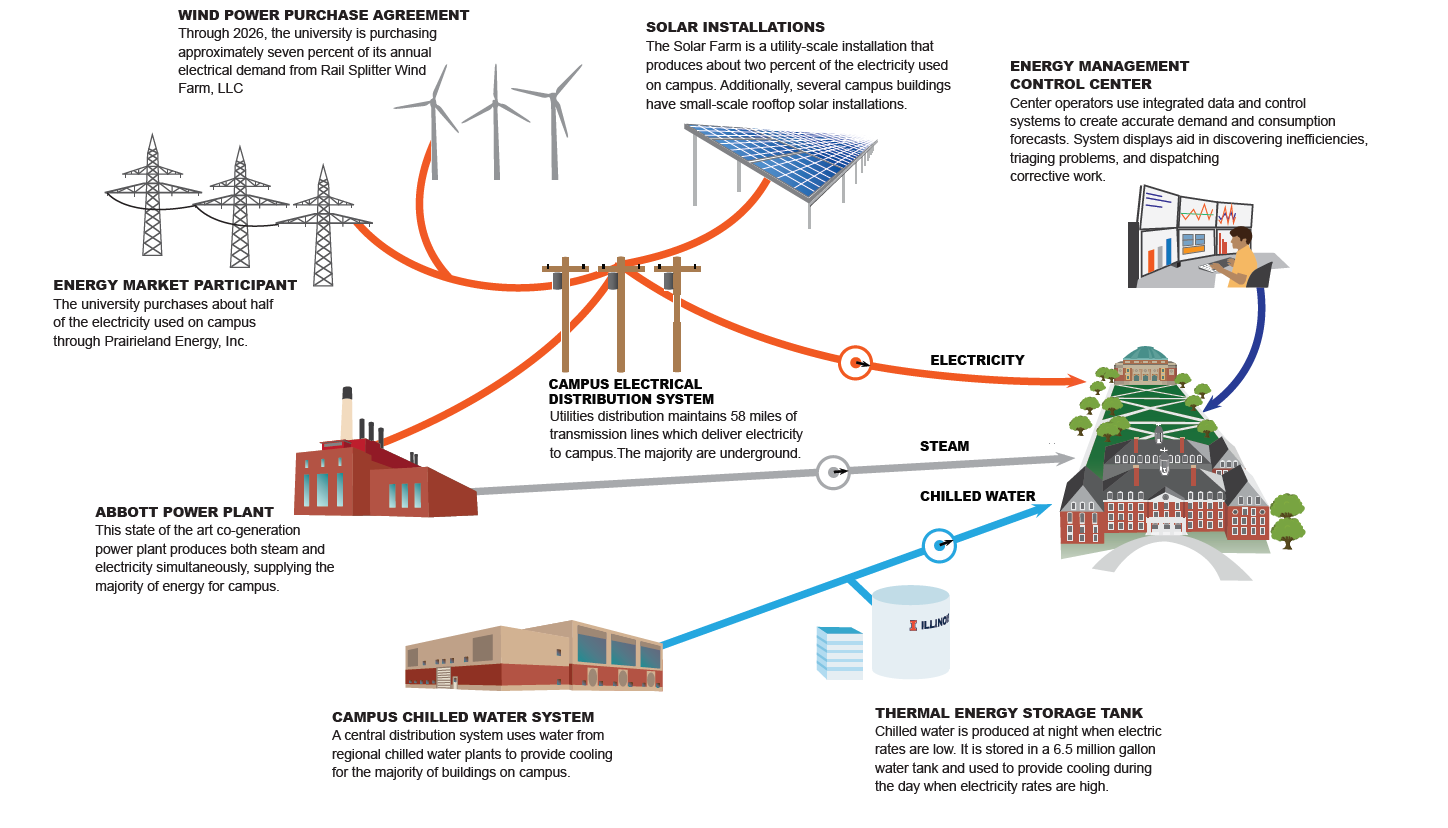 WIND POWER PURCHASE AGREEMENT
Through 2026, the university is purchasing
approximately seven percent of its annual
electrical demand from Rail Splitter Wind
Farm, LLC
SOLAR INSTALLATIONS
The Solar Farm is a utility-scale installation that
produces about two percent of the electricity used
on campus. Additionally, several campus buildings
have small-scale rooftop solar installations.
ENERGY MANAGEMENT
CONTROL CENTER
Center operators use integrated data and control
systems to create accurate demand and consumption
forecasts. System displays aid in discovering inefficiencies,
triaging problems, and dispatching
corrective work.
ENERGY MARKET PARTICIPANT
The university purchases about half
of the electricity used on campus
through Prairieland Energy, Inc.
CAMPUS ELECTRICAL
DISTRIBUTION SYSTEM
Utilities distribution maintains 58 miles of
transmission lines which deliver electricity
to campus.The majority are underground.
ELECTRICITY
STEAM
CHILLED WATER
ABBOTT POWER PLANT
This state of the art co-generation
power plant produces both steam and
electricity simultaneously, supplying the
majority of energy for campus.
I ILLINOI
CAMPUS CHILLED WATER SYSTEM
A central distribution system uses water from
regional chilled water plants to provide cooling
for the majority of buildings on campus.
THERMAL ENERGY STORAGE TANK
Chilled water is produced at night when electric
rates are low. It is stored in a 6.5 million gallon
water tank and used to provide cooling during
the day when electricity rates are high.